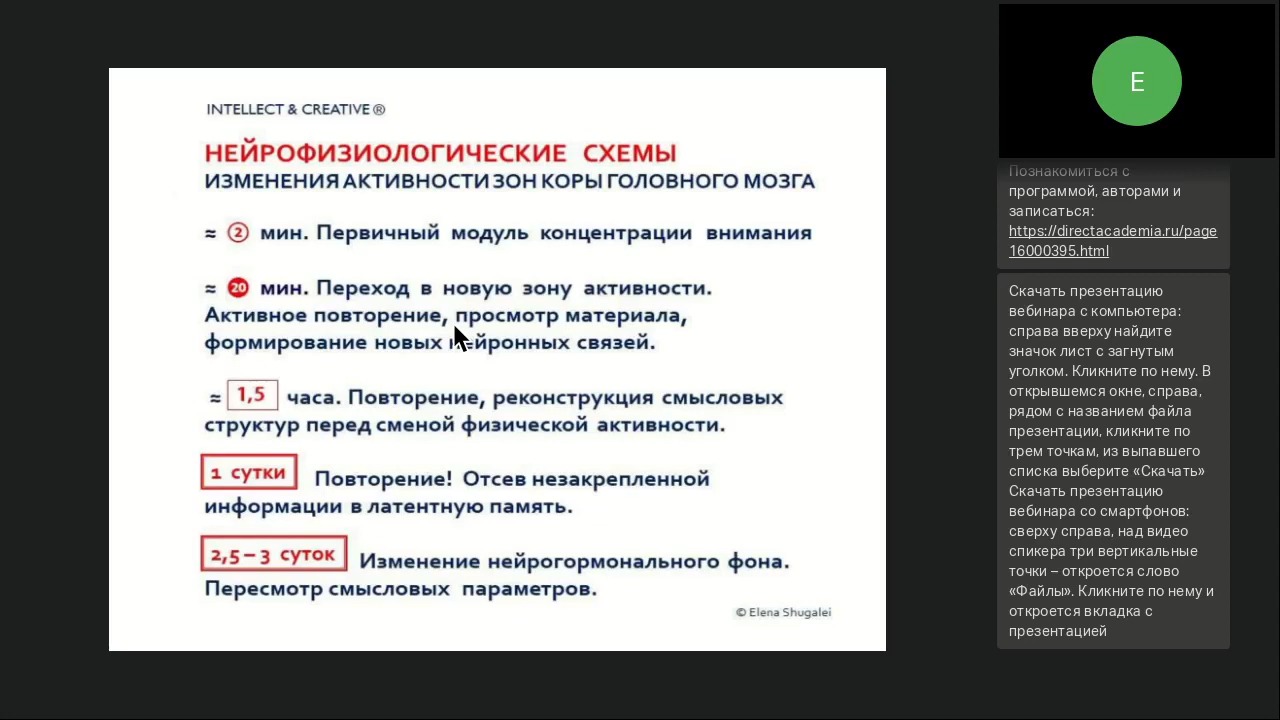 INTELLECT & CREATIVE ®
НЕЙРОФИЗИОЛОГИЧЕСКИЕ СХЕМЫ
ИЗМЕНЕНИЯ АКТИВНОСТИ ЗОН КОРЫ ГОЛОВНОГО МОЗГА
≈ 2 мин. Первичный модуль концентрации внимания
≈ 20 мин. Переход в новую зону активности.
Активное повторение, просмотр материала,
формирование новых нейронных связей.
≈ 1,5 часа. Повторение, реконструкция смысловых
структур перед сменой физической активности.
1 сутки Повторение! Отсев незакрепленной
информации в латентную память.
2,5 – 3 суток Изменение нейрогормонального фона.
Пересмотр смысловых параметров.
© Elena Shugalei
E
Познакомиться с
программой, авторами и
записаться:
https://directacademia.ru/page
16000395.html
Скачать презентацию
вебинара с компьютера:
справа вверху найдите
значок лист с загнутым
уголком. Кликните по нему. В
открывшемся окне, справа,
рядом с названием файла
презентации, кликните по
трем точкам, из выпавшего
списка выберите «Скачать»
Скачать презентацию
вебинара со смартфонов:
сверху справа, над видео
спикера три вертикальные
точки – откроется слово
«Файлы». Кликните по нему и
откроется вкладка с
презентацией